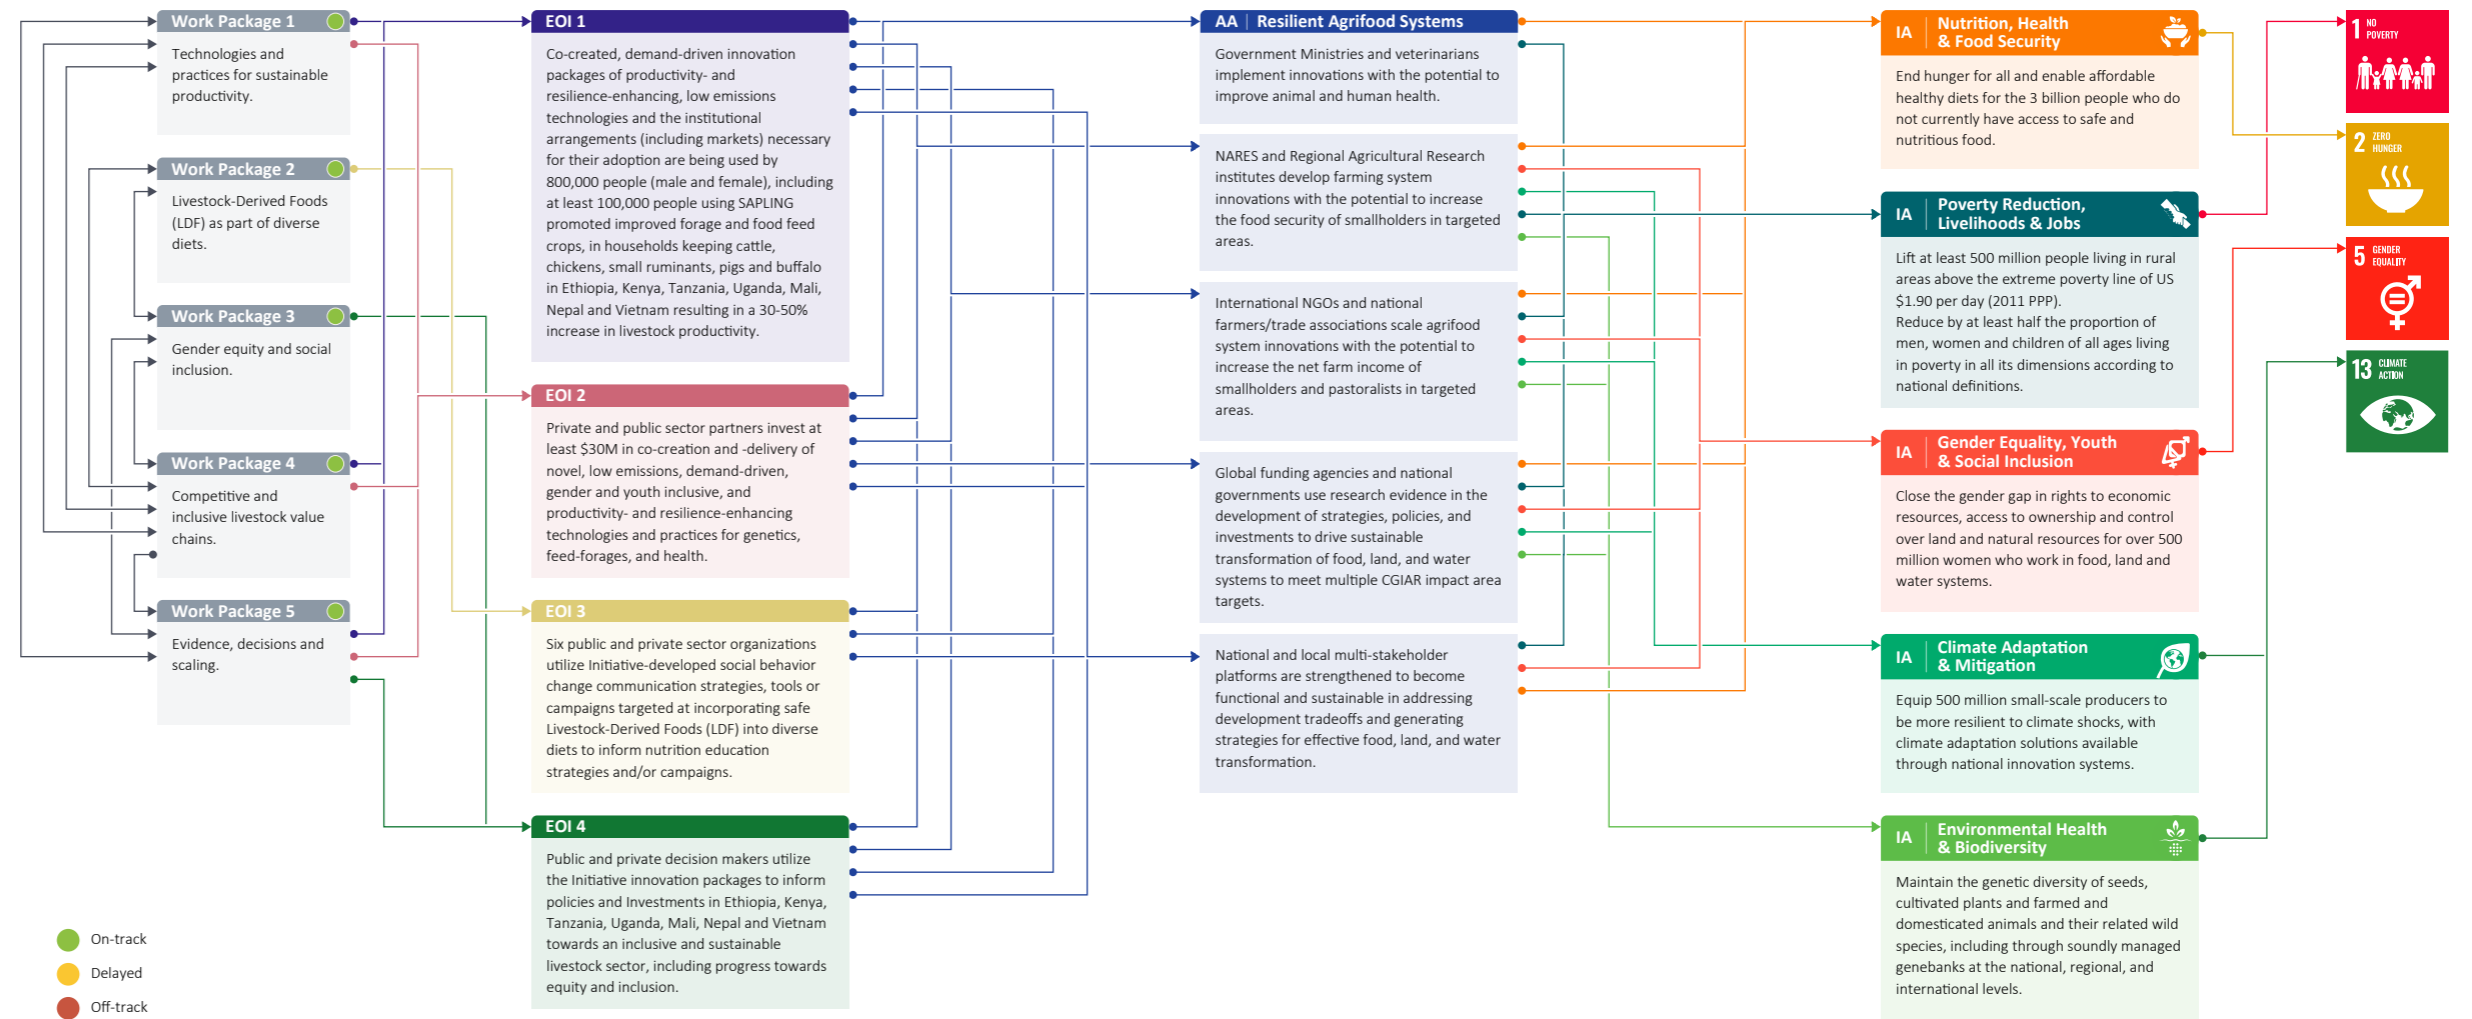 Work Package 1
Technologies and
practices for sustainable
productivity.
Work Package 2
Livestock-Derived Foods
(LDF) as part of diverse
diets.
Work Package 3
Gender equity and social
inclusion.
Work Package 4
Competitive and
inclusive livestock value
chains.
Work Package 5
Evidence, decisions and
scaling.
On-track
Delayed
Off-track
EOI 1
Co-created, demand-driven innovation
packages of productivity- and
resilience-enhancing, low emissions
technologies and the institutional
arrangements (including markets) necessary
for their adoption are being used by
800,000 people (male and female), including
at least 100,000 people using SAPLING
promoted improved forage and food feed
crops, in households keeping cattle,
chickens, small ruminants, pigs and buffalo
in Ethiopia, Kenya, Tanzania, Uganda, Mali,
Nepal and Vietnam resulting in a 30-50%
increase in livestock productivity.
EOI 2
Private and public sector partners invest at
least $30M in co-creation and -delivery of
novel, low emissions, demand-driven,
gender and youth inclusive, and
productivity- and resilience-enhancing
technologies and practices for genetics,
feed-forages, and health.
EOI 3
Six public and private sector organizations
utilize Initiative-developed social behavior
change communication strategies, tools or
campaigns targeted at incorporating safe
Livestock-Derived Foods (LDF) into diverse
diets to inform nutrition education
strategies and/or campaigns.
EOI 4
Public and private decision makers utilize
the Initiative innovation packages to inform
policies and Investments in Ethiopia, Kenya,
Tanzania, Uganda, Mali, Nepal and Vietnam
towards an inclusive and sustainable
livestock sector, including progress towards
equity and inclusion.
AA | Resilient Agrifood Systems
Government Ministries and veterinarians
implement innovations with the potential to
improve animal and human health.
NARES and Regional Agricultural Research
institutes develop farming system
innovations with the potential to increase
the food security of smallholders in targeted
areas.
International NGOs and national
farmers/trade associations scale agrifood
system innovations with the potential to
increase the net farm income of
smallholders and pastoralists in targeted
areas.
Global funding agencies and national
governments use research evidence in the
development of strategies, policies, and
investments to drive sustainable
transformation of food, land, and water
systems to meet multiple CGIAR impact area
targets.
National and local multi-stakeholder
platforms are strengthened to become
functional and sustainable in addressing
development tradeoffs and generating
strategies for effective food, land, and water
transformation.
IA | Nutrition, Health
& Food Security
End hunger for all and enable affordable
healthy diets for the 3 billion people who do
not currently have access to safe and
nutritious food.
IA | Poverty Reduction,
Livelihoods & Jobs
Lift at least 500 million people living in rural
areas above the extreme poverty line of US
$1.90 per day (2011 PPP).
Reduce by at least half the proportion of
men, women and children of all ages living
in poverty in all its dimensions according to
national definitions.
IA | Gender Equality, Youth
& Social Inclusion
Close the gender gap in rights to economic
resources, access to ownership and control
over land and natural resources for over 500
million women who work in food, land and
water systems.
IA | Climate Adaptation
& Mitigation
Equip 500 million small-scale producers to
be more resilient to climate shocks, with
climate adaptation solutions available
through national innovation systems.
IA | Environmental Health
& Biodiversity
Maintain the genetic diversity of seeds,
cultivated plants and farmed and
domesticated animals and their related wild
species, including through soundly managed
genebanks at the national, regional, and
international levels.
1 NO
POVERTY
2 ZERO
HUNGER
5 GENDER
EQUALITY
13 CLIMATE
ACTION